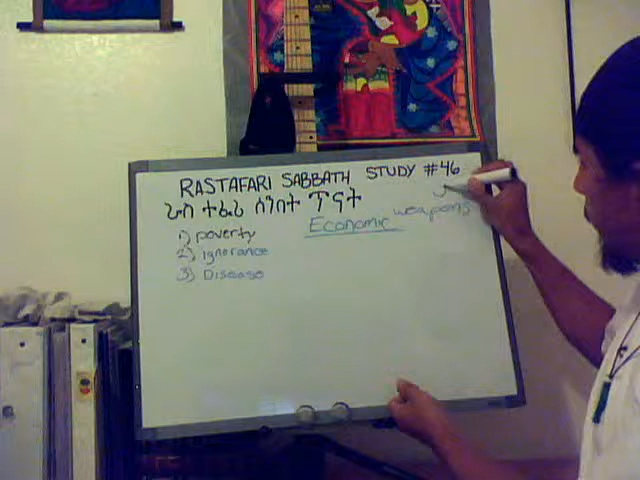 RASTAFARI SABBATH STUDY #46
ራስ ተፈሪ ሰንበት ጥናት
Economic weapons
1) poverty
2) Ignorance
3) Disease